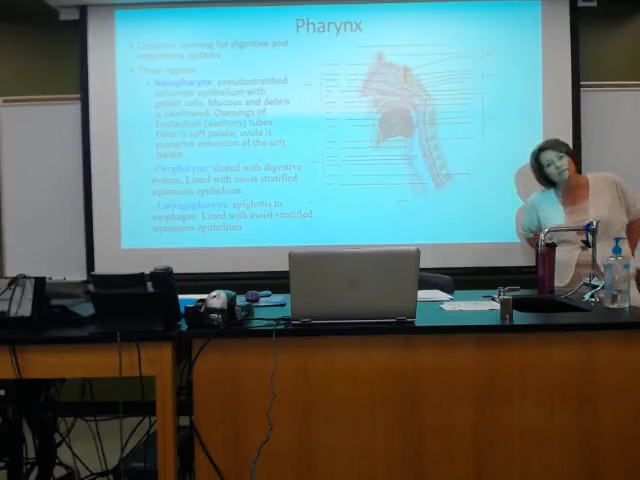 Pharynx
• Common opening for digestive and
respiratory systems
• Three regions
• Nasopharynx: pseudostratified
columnar epithelium with
goblet cells. Mucous and debris
is swallowed. Openings of
Eustachian (auditory) tubes.
Floor is soft palate, uvula is
posterior extension of the soft
palate.
-Oropharynx: shared with digestive
system. Lined with moist stratified
squamous epithelium
-Laryngopharynx: epiglottis to
esophagus. Lined with moist stratified
squamous epithelium